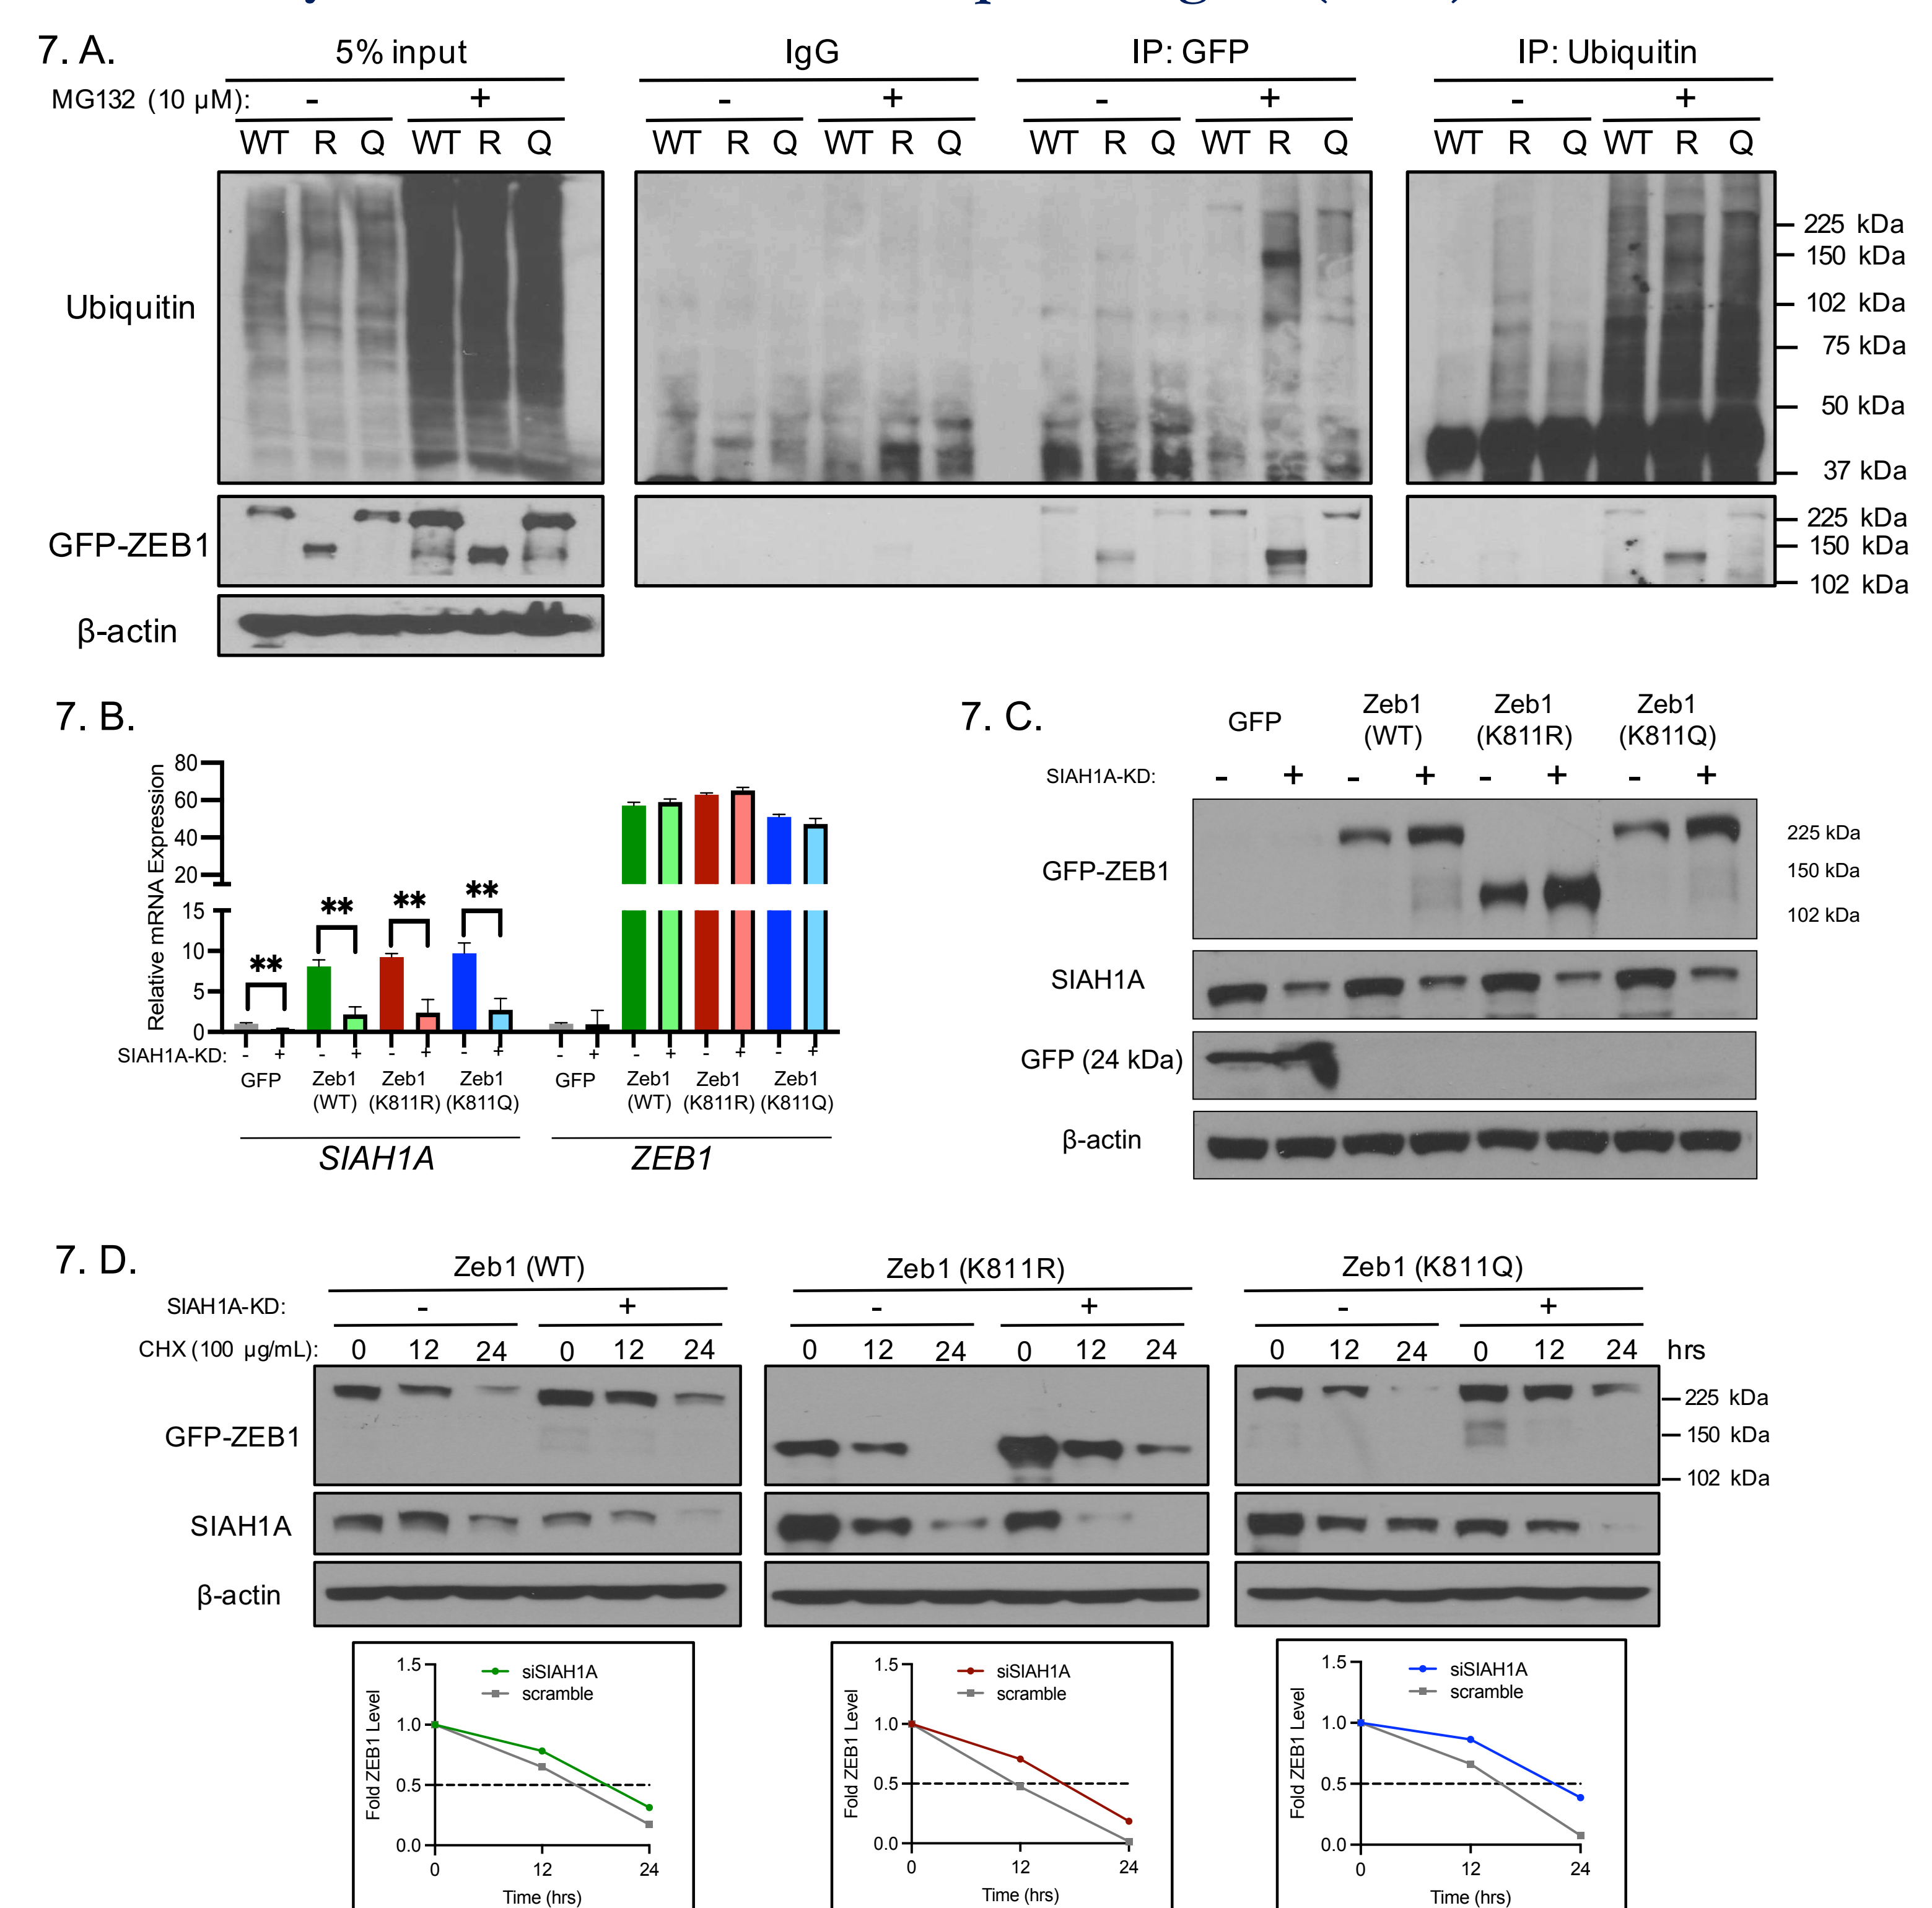 7. A.
5% input IgG IP: GFP IP: Ubiquitin
MG132 (10 µM): - + - + - + - +
WT R Q WT R Q WT R Q WT R Q WT R Q WT R Q WT R Q WT R Q
Ubiquitin
225 kDa
150 kDa
102 kDa
75 kDa
50 kDa
37 kDa
GFP-ZEB1
225 kDa
150 kDa
102 kDa
β-actin
7. B.
Relative mRNA Expression
80
60
40
20
15
10
5
0
** ** ** **
SIAH1A-KD: - + - + - + - + - + - + - + - +
GFP Zeb1 (WT) Zeb1 (K811R) Zeb1 (K811Q) GFP Zeb1 (WT) Zeb1 (K811R) Zeb1 (K811Q)
SIAH1A ZEB1
7. C.
GFP Zeb1 (WT) Zeb1 (K811R) Zeb1 (K811Q)
SIAH1A-KD: - + - + - + - +
GFP-ZEB1
225 kDa
150 kDa
102 kDa
SIAH1A
GFP (24 kDa)
β-actin
7. D.
Zeb1 (WT) Zeb1 (K811R) Zeb1 (K811Q)
SIAH1A-KD: - + - + - +
CHX (100 µg/mL): 0 12 24 0 12 24 0 12 24 0 12 24 0 12 24 0 12 24 hrs
GFP-ZEB1
225 kDa
150 kDa
102 kDa
SIAH1A
β-actin
Fold ZEB1 Level
1.5
1.0
0.5
0.0
siSIAH1A
scramble
0 12 24
Time (hrs)
Fold ZEB1 Level
1.5
1.0
0.5
0.0
siSIAH1A
scramble
0 12 24
Time (hrs)
Fold ZEB1 Level
1.5
1.0
0.5
0.0
siSIAH1A
scramble
0 12 24
Time (hrs)